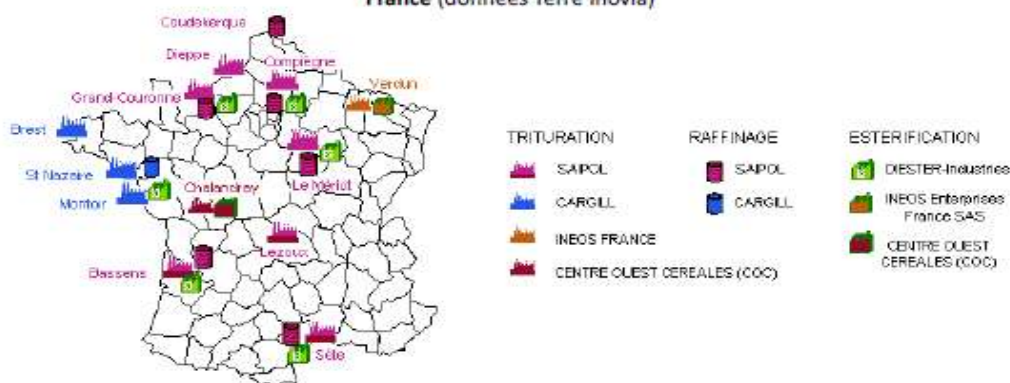 France (données Terre Inovia)
Coudekerque
Dieppe
Compiègne
Verdun
Grand-Couronne
Brest
St Nazaire
Chalandray
Le Mériot
Montoir
Lezoux
Bassens
Sète
TRITURATION
SAIPOL
CARGILL
INEOS FRANCE
CENTRE OUEST CEREALES (COC)
RAFFINAGE
SAIPOL
CARGILL
ESTERIFICATION
DIESTER-Industries
INEOS Enterprises
France SAS
CENTRE OUEST
CEREALES (COC)